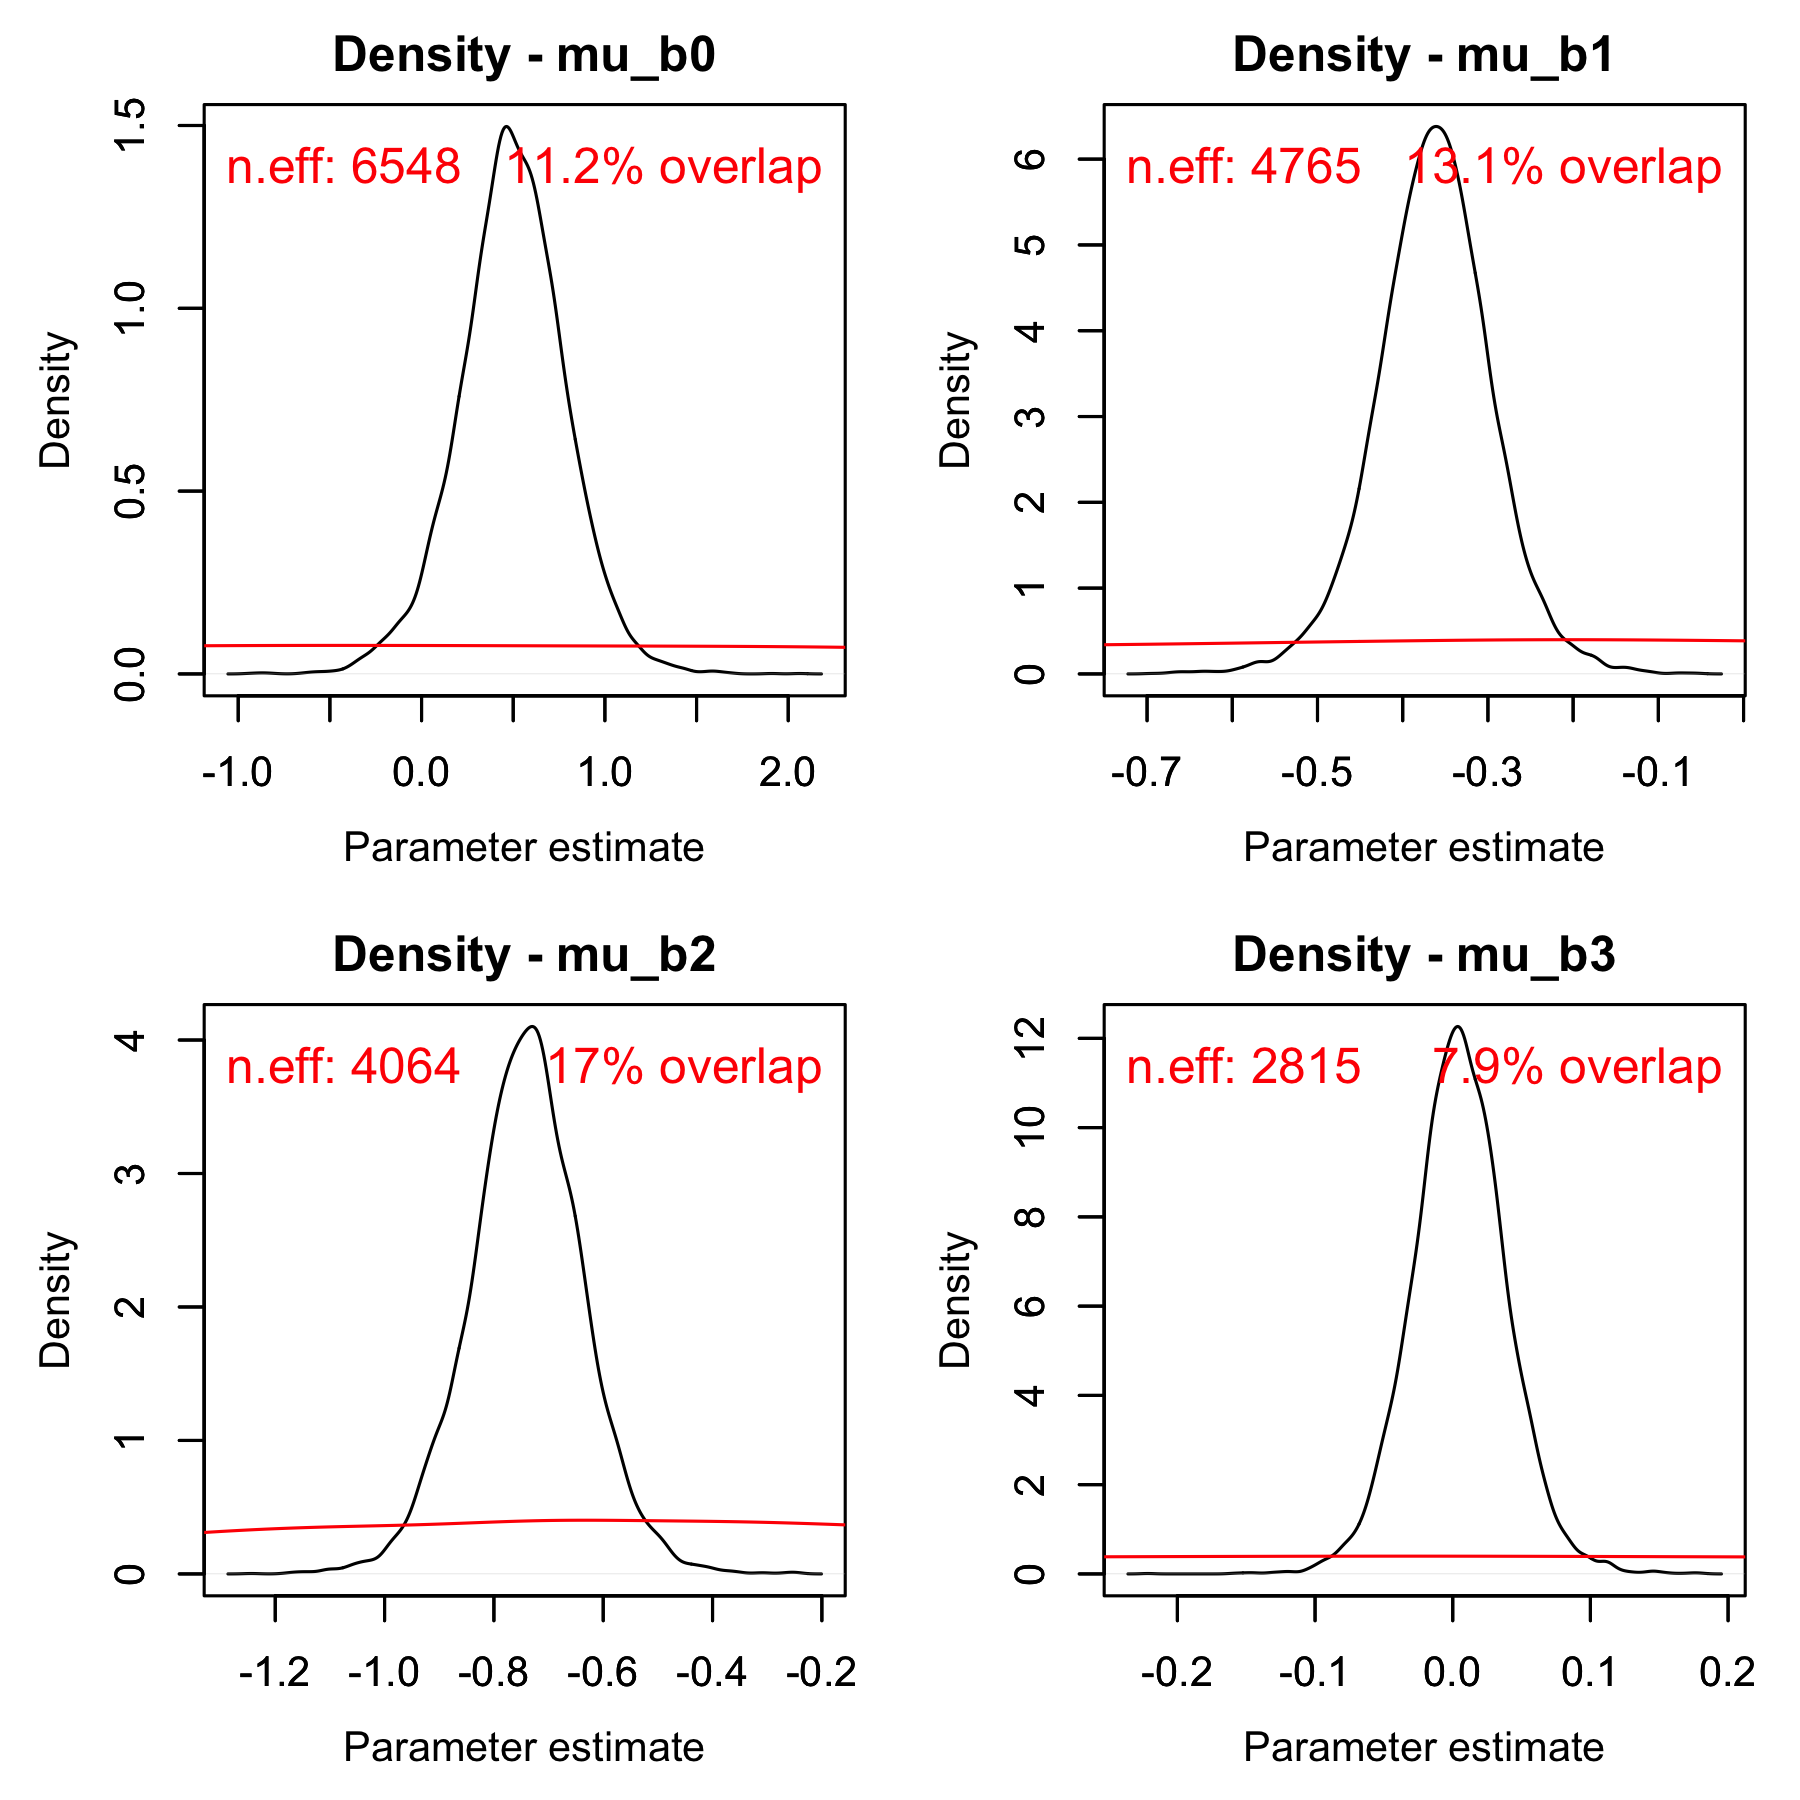 Density - mu_b0
n.eff: 6548 11.2% overlap
Density
0.0 0.5 1.0 1.5
-1.0 0.0 1.0 2.0
Parameter estimate
Density - mu_b1
n.eff: 4765 13.1% overlap
Density
0 1 2 3 4 5 6
-0.7 -0.5 -0.3 -0.1
Parameter estimate
Density - mu_b2
n.eff: 4064 17% overlap
Density
0 1 2 3 4
-1.2 -1.0 -0.8 -0.6 -0.4 -0.2
Parameter estimate
Density - mu_b3
n.eff: 2815 7.9% overlap
Density
0 2 4 6 8 10 12
-0.2 -0.1 0.0 0.1 0.2
Parameter estimate